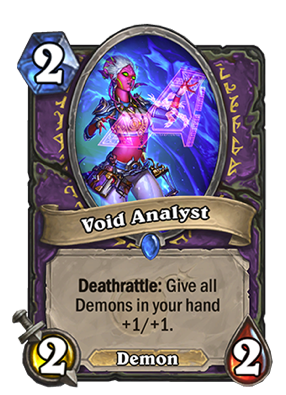 2
Void Analyst
Deathrattle: Give all
Demons in your hand
+1/+1.
2
Demon
2